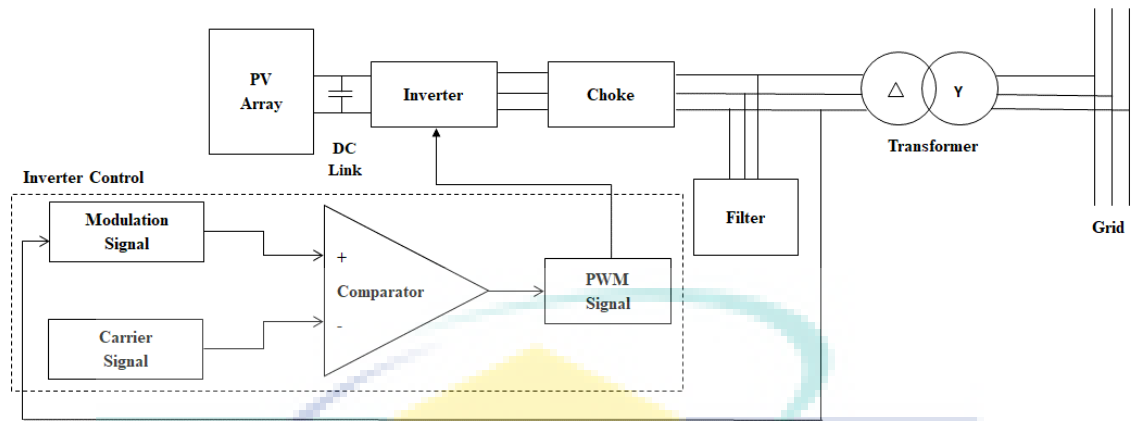 PV
Array
Inverter
Choke
△
Y
Transformer
DC
Link
Filter
Grid
Inverter Control
Modulation
Signal
+
Comparator
-
PWM
Signal
Carrier
Signal